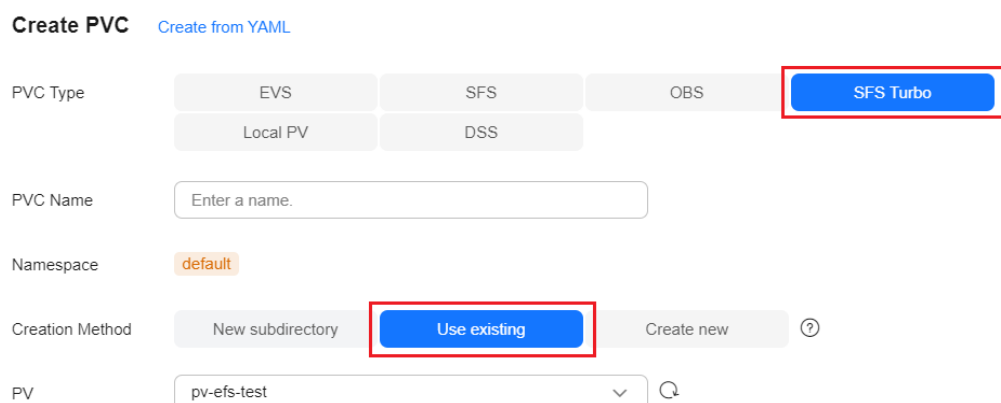 Create PVC Create from YAML
PVC Type EVS SFS OBS SFS Turbo
Local PV DSS
PVC Name Enter a name.
Namespace default
Creation Method New subdirectory Use existing Create new ?
PV pv-efs-test